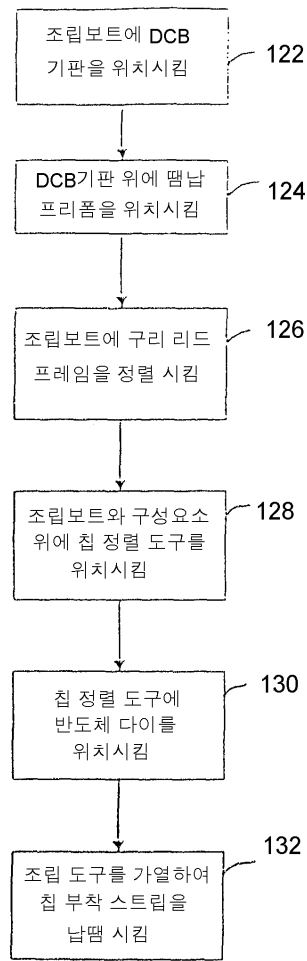 조립보트에 DCB
기판을 위치시킴
122
DCB기판 위에 땜납
프리폼을 위치시킴
124
조립보트에 구리 리드
프레임을 정렬 시킴
126
조립보트와 구성요소
위에 칩 정렬 도구를
위치시킴
128
칩 정렬 도구에
반도체 다이를
위치시킴
130
조립 도구를 가열하여
칩 부착 스트립을
납땜 시킴
132